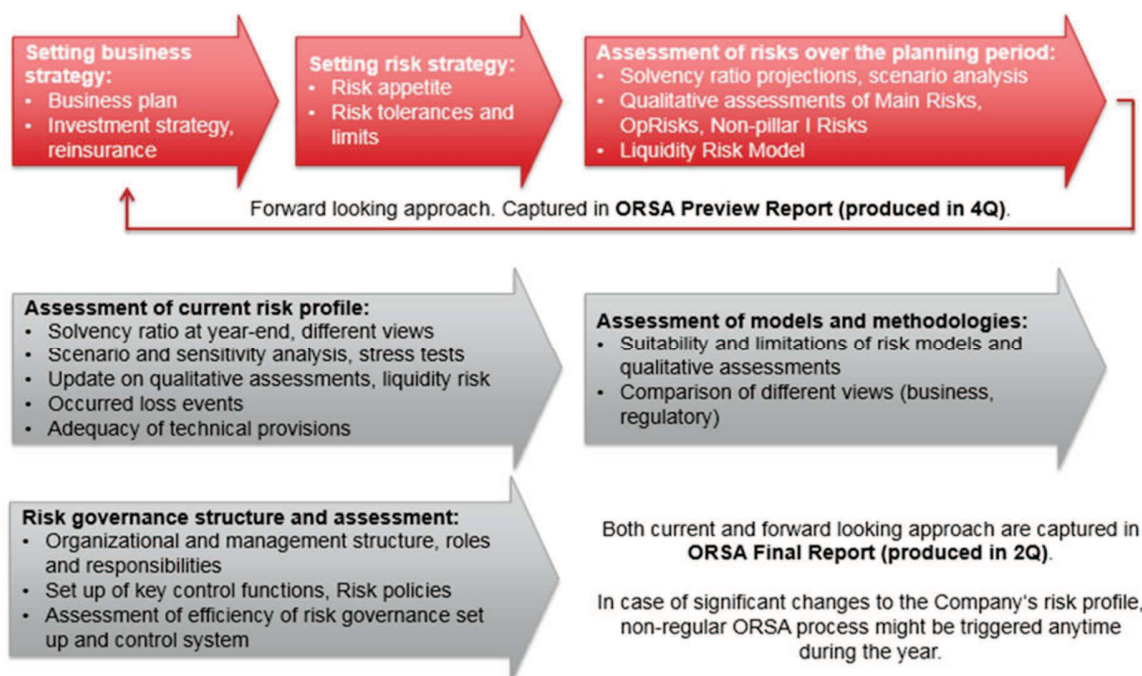 Setting business
strategy:
• Business plan
• Investment strategy,
reinsurance
Setting risk strategy:
• Risk appetite
• Risk tolerances and
limits
Assessment of risks over the planning period:
• Solvency ratio projections, scenario analysis
• Qualitative assessments of Main Risks,
OpRisks, Non-pillar I Risks
• Liquidity Risk Model
Forward looking approach. Captured in ORSA Preview Report (produced in 4Q).
Assessment of current risk profile:
• Solvency ratio at year-end, different views
• Scenario and sensitivity analysis, stress tests
• Update on qualitative assessments, liquidity risk
• Occurred loss events
• Adequacy of technical provisions
Assessment of models and methodologies:
• Suitability and limitations of risk models and
qualitative assessments
• Comparison of different views (business,
regulatory)
Risk governance structure and assessment:
• Organizational and management structure, roles
and responsibilities
• Set up of key control functions, Risk policies
• Assessment of efficiency of risk governance set
up and control system
Both current and forward looking approach are captured in
ORSA Final Report (produced in 2Q).
In case of significant changes to the Company's risk profile,
non-regular ORSA process might be triggered anytime
during the year.